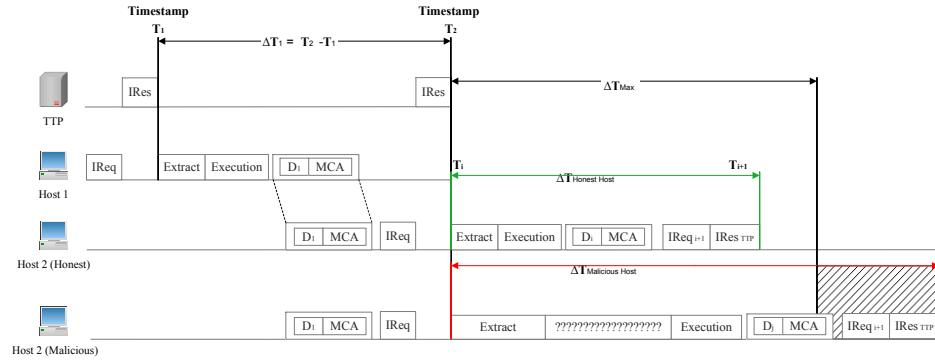 Timestamp Timestamp
T1 T2
ΔT1 = T2 -T1
IRes IRes ΔTMax
TTP
IReq Extract Execution D1 MCA Ti Ti+1
ΔTHonest Host
Host 1
D1 MCA IReq Extract Execution Di MCA IReq i+1 IRes TTP
Host 2 (Honest)
ΔTMalicious Host
D1 MCA IReq Extract ???????????????????? Execution Dj MCA IReq i+1 IRes TTP
Host 2 (Malicious)